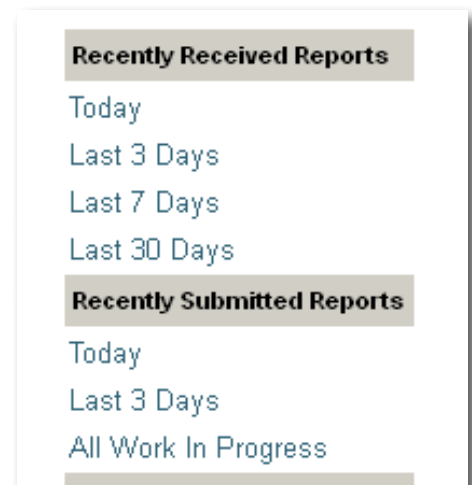 Recently Received Reports
Today
Last 3 Days
Last 7 Days
Last 30 Days
Recently Submitted Reports
Today
Last 3 Days
All Work In Progress